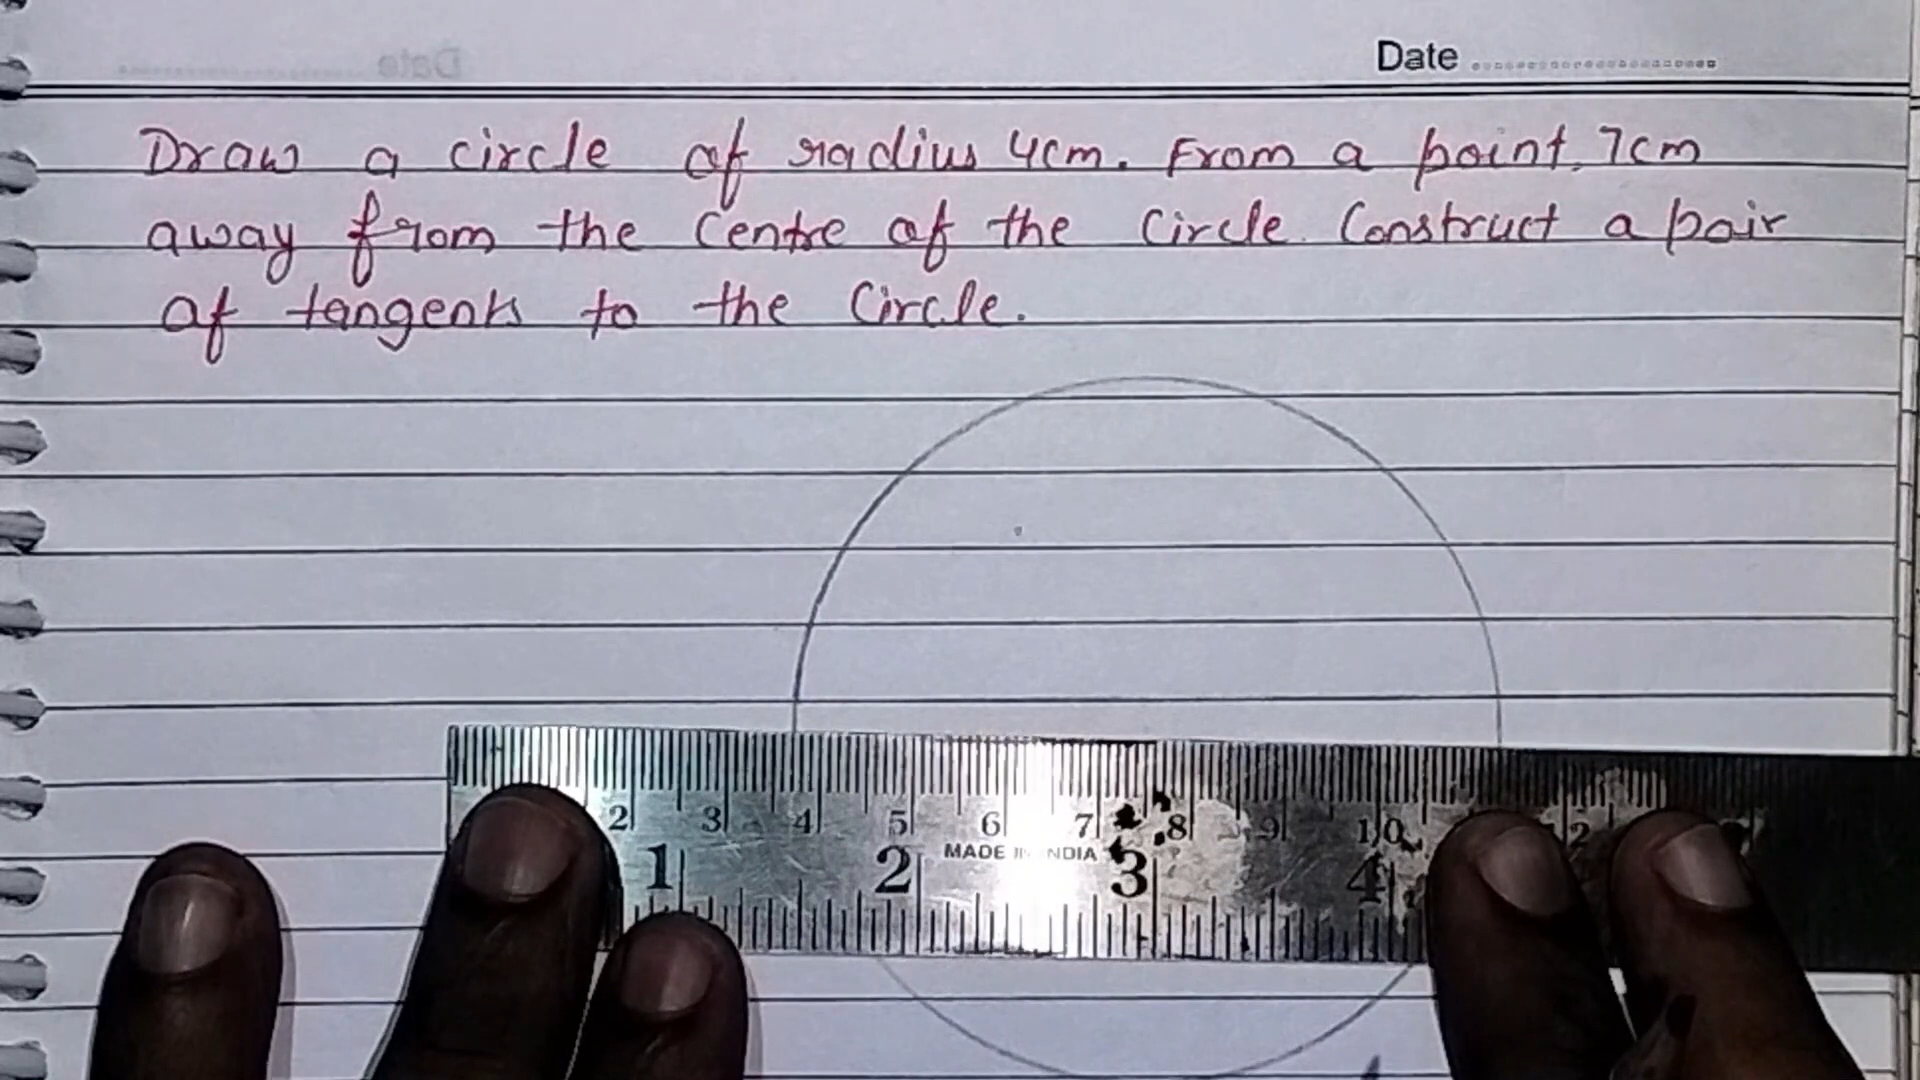 Date
Draw a circle of radius 4cm. From a point, 7cm
away from the Centre of the Circle. Construct a pair
of tangents to the Circle.
2 3 4 5 6 7 8 9 10 2
MADE IN INDIA
1 2 3 4